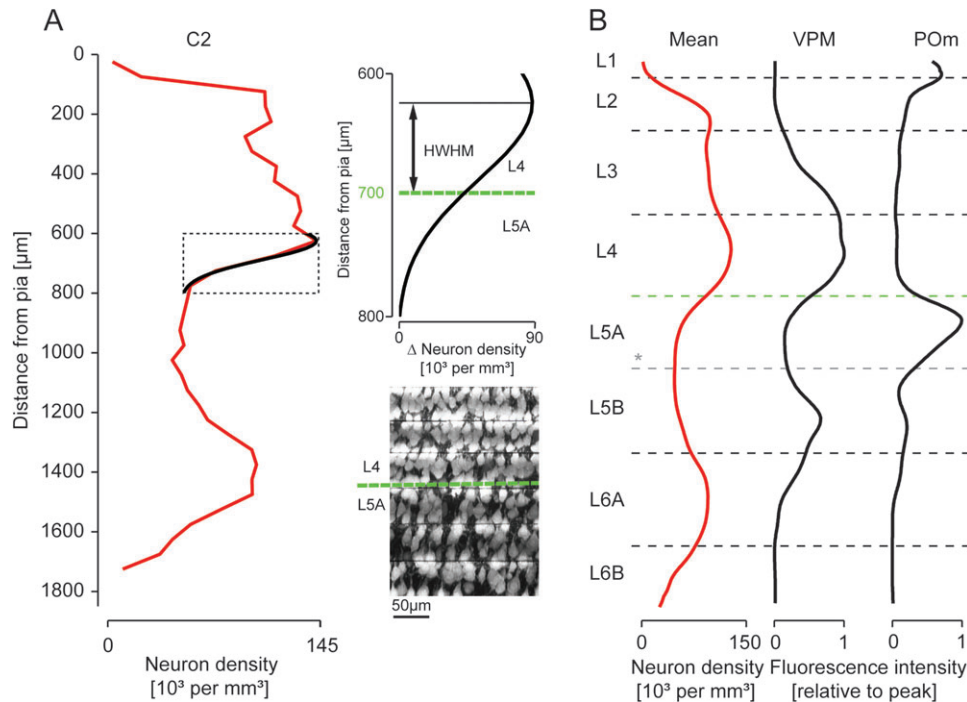 A
C2
0
200
400
600
800
1000
1200
1400
1600
1800
Distance from pia [µm]
0
145
Neuron density
[10³ per mm³]
600
700
800
Distance from pia [µm]
HWHM
L4
L5A
0
90
Δ Neuron density
[10³ per mm³]
L4
L5A
50µm
B
Mean
VPM
POm
L1
L2
L3
L4
L5A
*
L5B
L6A
L6B
0
150
0
1
0
1
Neuron density
[10³ per mm³]
Fluorescence intensity
[relative to peak]